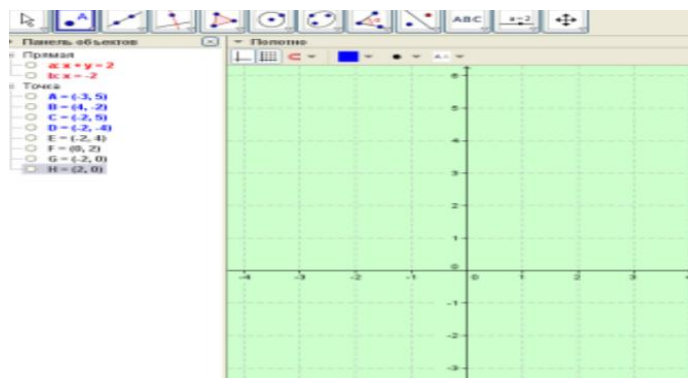 ABC
a=2
Панель объектов
Полотно
Прямая
a: x + y = 2
b: x = -2
Точка
A = (-3, 5)
B = (4, -2)
C = (-2, 5)
D = (-2, -4)
E = (-2, 4)
F = (0, 2)
G = (-2, 0)
H = (2, 0)
6
5
4
3
2
1
0
-4 -3 -2 -1 0 1 2 3 4
-1
-2
-3